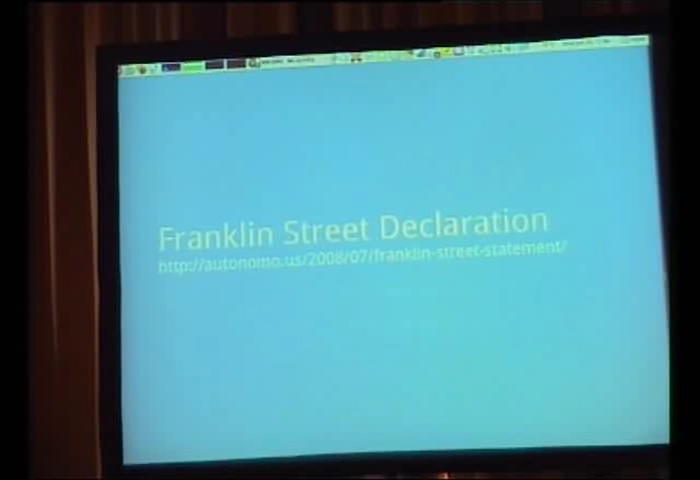 Franklin Street Declaration
http://autonomo.us/2008/07/franklin-street-statement/